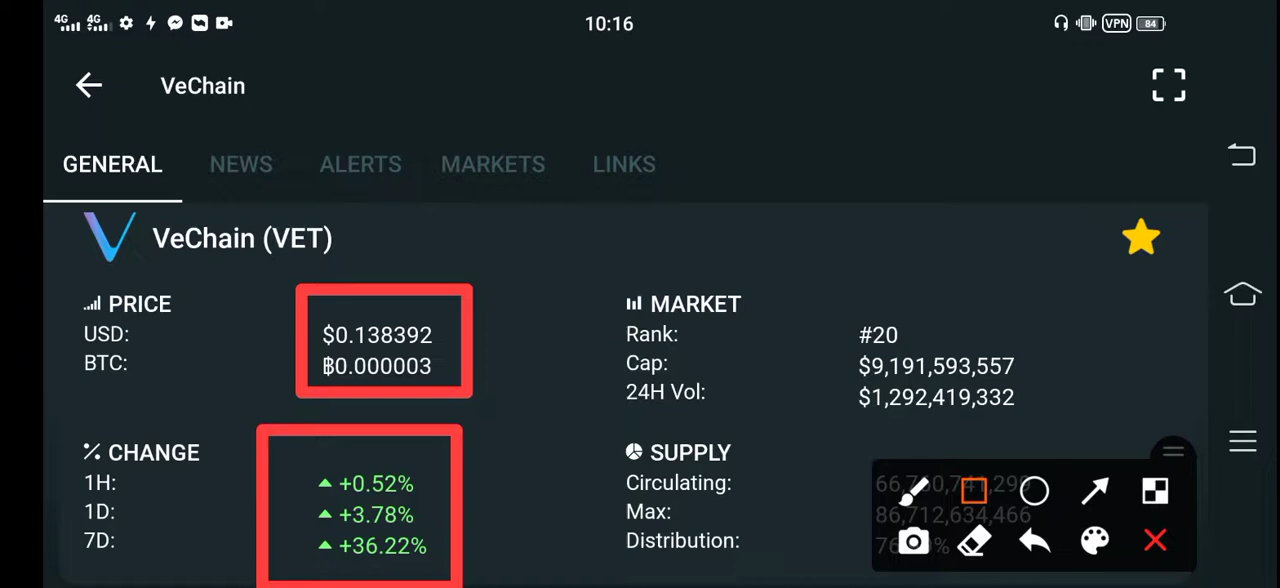 4G 4G 10:16 VPN 84
VeChain
GENERAL NEWS ALERTS MARKETS LINKS
VeChain (VET)
PRICE
USD: $0.138392
BTC: ฿0.000003
MARKET
Rank: #20
Cap: $9,191,593,557
24H Vol: $1,292,419,332
CHANGE
1H: +0.52%
1D: +3.78%
7D: +36.22%
SUPPLY
Circulating:
Max: 86,712,634,466
Distribution: